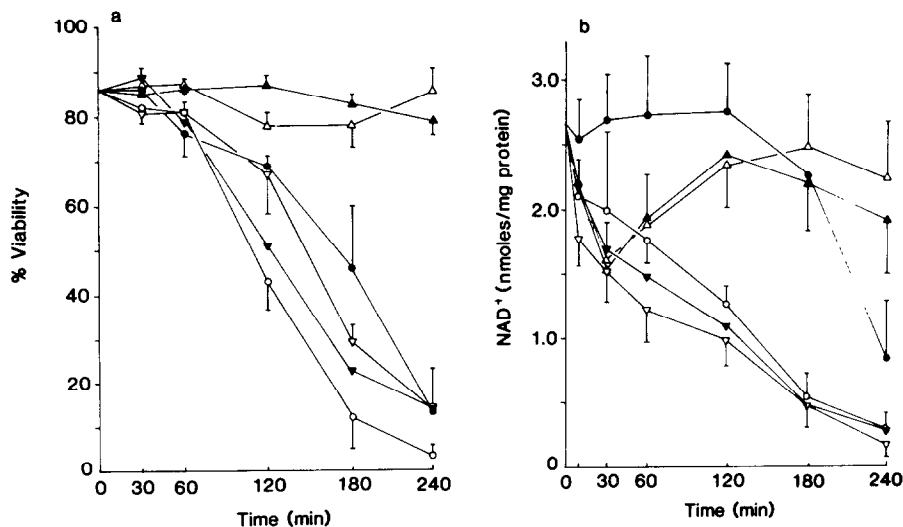 a
100
80
60
40
20
0
% Viability
0 30 60 120 180 240
Time (min)
b
3.0
2.0
1.0
0
NAD+ (nmoles/mg protein)
0 30 60 120 180 240
Time (min)